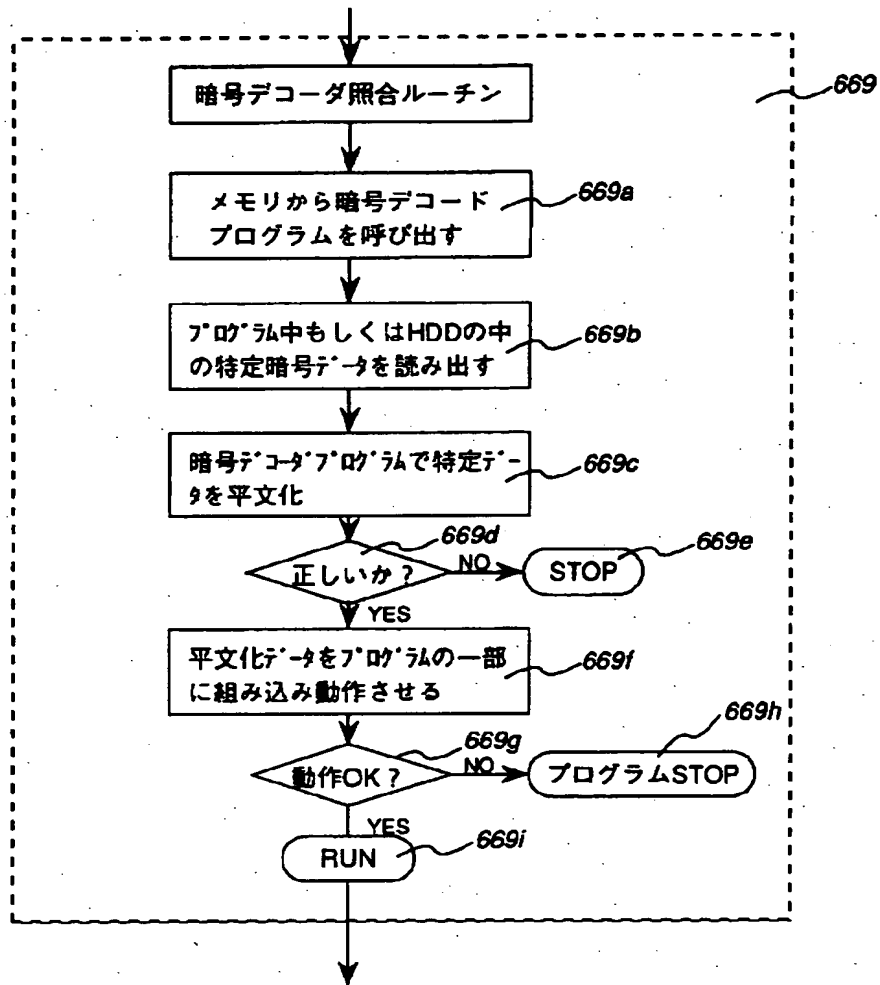 669
暗号デコーダ照合ルーチン
669a
メモリから暗号デコード
プログラムを呼び出す
669b
ﾌﾟﾛｸﾞﾗﾑ中もしくはHDDの中
の特定暗号ﾃﾞｰﾀを読み出す
669c
暗号ﾃﾞｺｰﾀﾞﾌﾟﾛｸﾞﾗﾑで特定ﾃﾞｰ
ﾀを平文化
669d
正しいか？
NO
669e
STOP
YES
669f
平文化ﾃﾞｰﾀをﾌﾟﾛｸﾞﾗﾑの一部
に組み込み動作させる
669g
動作OK？
NO
669h
プログラムSTOP
YES
669i
RUN